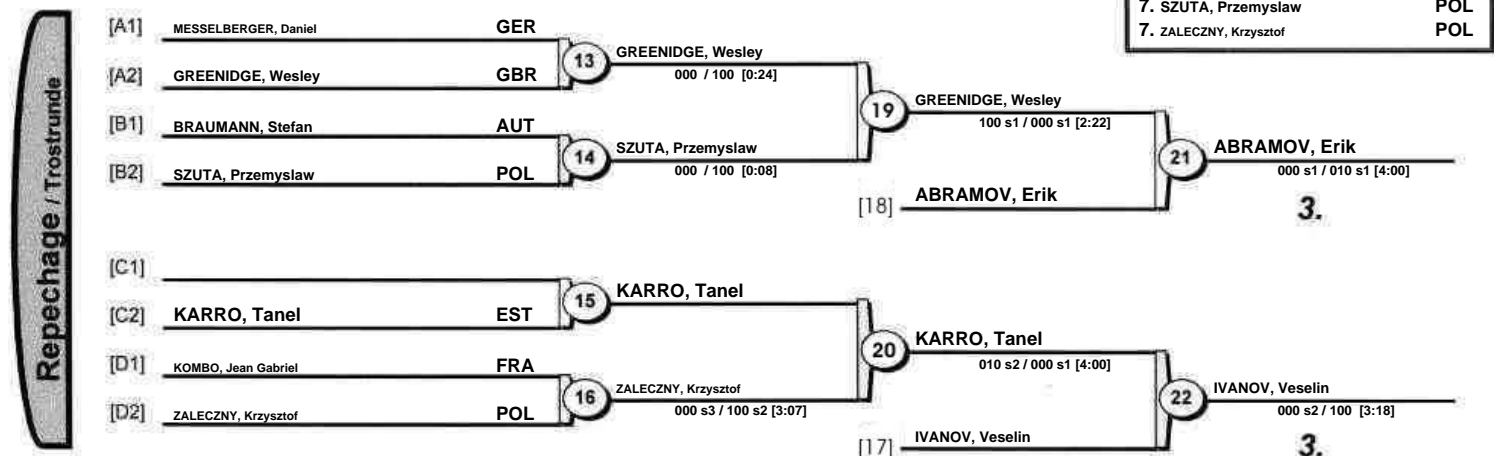 7. SZUTA, Przemyslaw POL
7. ZALECZNY, Krzysztof POL
Repechage / Trostrunde
[A1] MESSELBERGER, Daniel GER
[A2] GREENIDGE, Wesley GBR
13
GREENIDGE, Wesley
000 / 100 [0:24]
[B1] BRAUMANN, Stefan AUT
[B2] SZUTA, Przemyslaw POL
14
SZUTA, Przemyslaw
000 / 100 [0:08]
19
GREENIDGE, Wesley
100 s1 / 000 s1 [2:22]
[18] ABRAMOV, Erik
21
ABRAMOV, Erik
000 s1 / 010 s1 [4:00]
3.
[C1]
[C2] KARRO, Tanel EST
15
KARRO, Tanel
[D1] KOMBO, Jean Gabriel FRA
[D2] ZALECZNY, Krzysztof POL
16
ZALECZNY, Krzysztof
000 s3 / 100 s2 [3:07]
20
KARRO, Tanel
010 s2 / 000 s1 [4:00]
[17] IVANOV, Veselin
22
IVANOV, Veselin
000 s2 / 100 [3:18]
3.